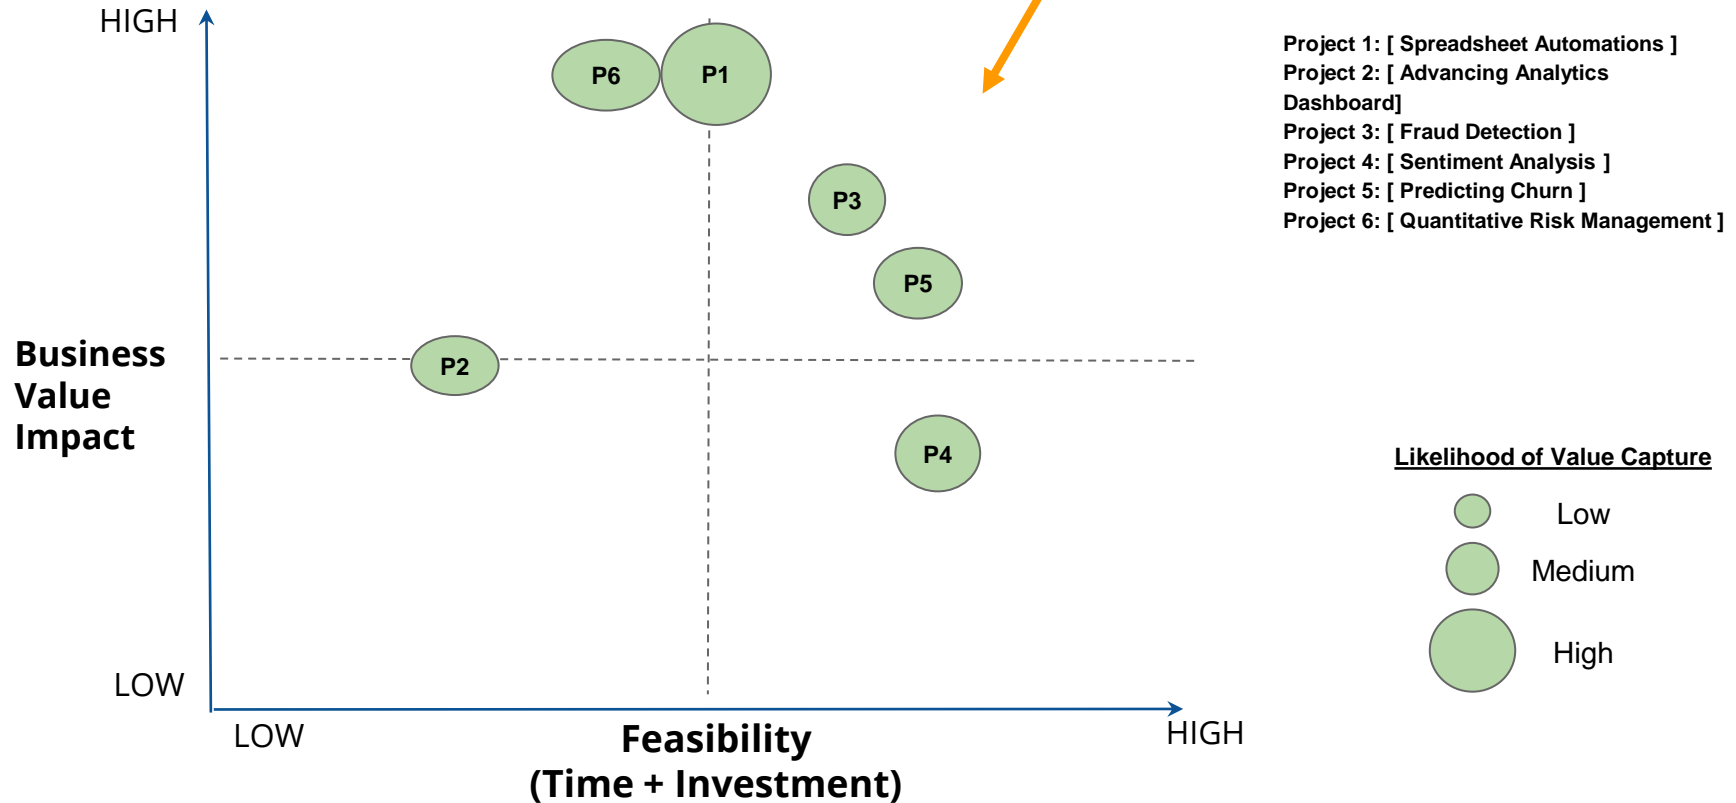 HIGH
P6
P1
P3
P5
P2
P4
Business
Value
Impact
LOW
LOW
Feasibility
(Time + Investment)
HIGH
Project 1: [ Spreadsheet Automations ]
Project 2: [ Advancing Analytics
Dashboard]
Project 3: [ Fraud Detection ]
Project 4: [ Sentiment Analysis ]
Project 5: [ Predicting Churn ]
Project 6: [ Quantitative Risk Management ]
Likelihood of Value Capture
Low
Medium
High